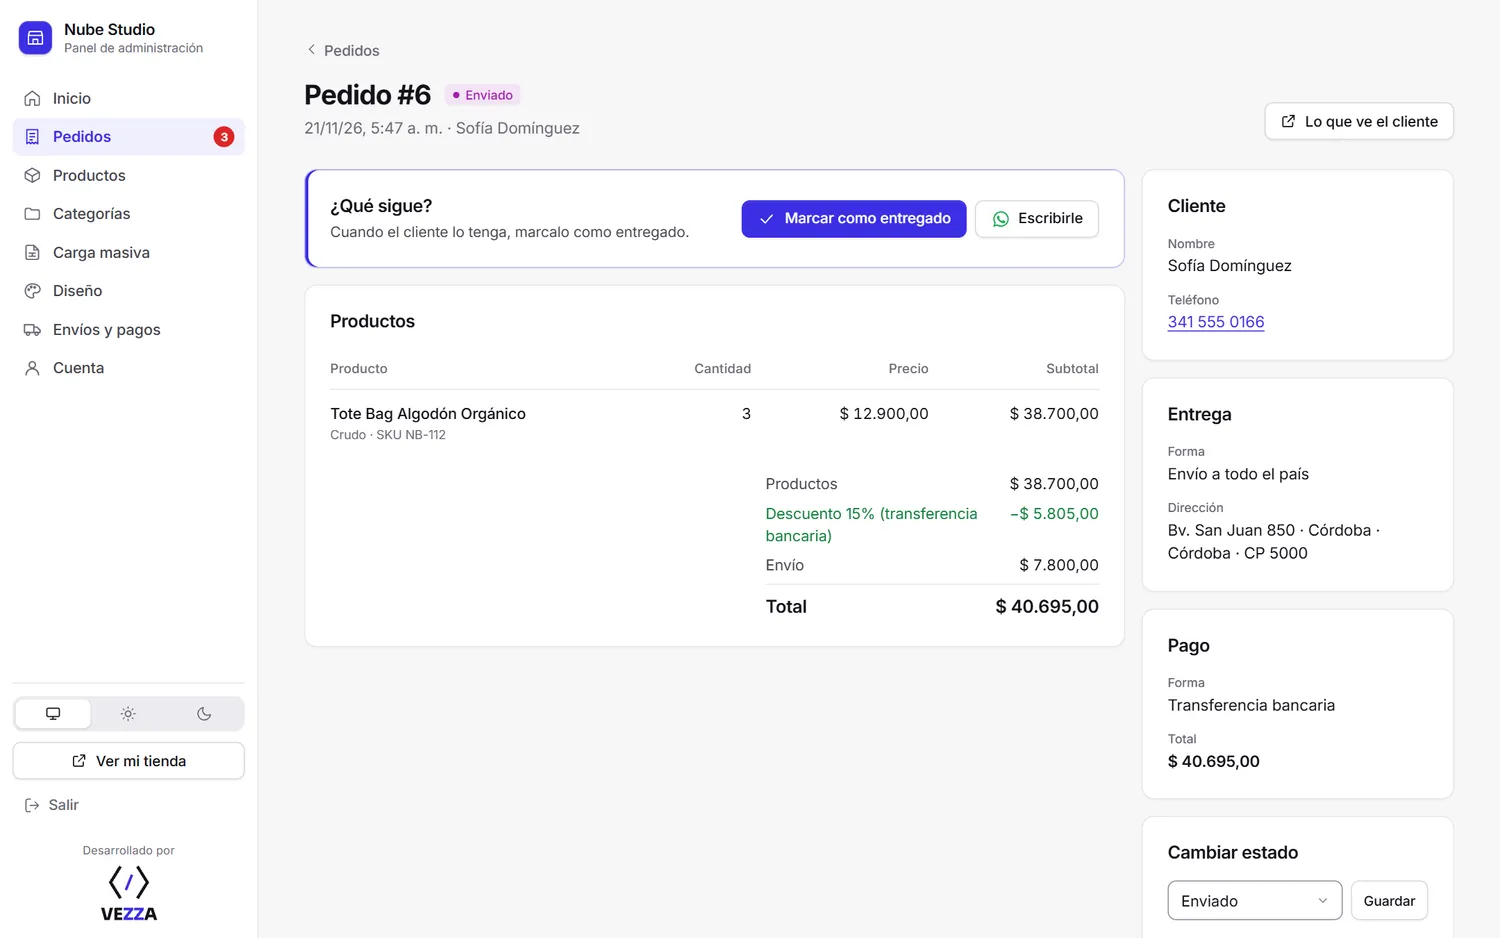 Nube Studio
Panel de administración
Inicio
Pedidos
3
Productos
Categorías
Carga masiva
Diseño
Envíos y pagos
Cuenta
Ver mi tienda
Salir
Desarrollado por
</>
VEZZA
Pedidos
Pedido #6
Enviado
21/11/26, 5:47 a. m. · Sofía Domínguez
Lo que ve el cliente
¿Qué sigue?
Cuando el cliente lo tenga, marcalo como entregado.
Marcar como entregado
Escribirle
Productos
Producto Cantidad Precio Subtotal
Tote Bag Algodón Orgánico 3 $ 12.900,00 $ 38.700,00
Crudo · SKU NB-112
Productos $ 38.700,00
Descuento 15% (transferencia −$ 5.805,00
bancaria)
Envío $ 7.800,00
Total $ 40.695,00
Cliente
Nombre
Sofía Domínguez
Teléfono
341 555 0166
Entrega
Forma
Envío a todo el país
Dirección
Bv. San Juan 850 · Córdoba ·
Córdoba · CP 5000
Pago
Forma
Transferencia bancaria
Total
$ 40.695,00
Cambiar estado
Enviado
Guardar